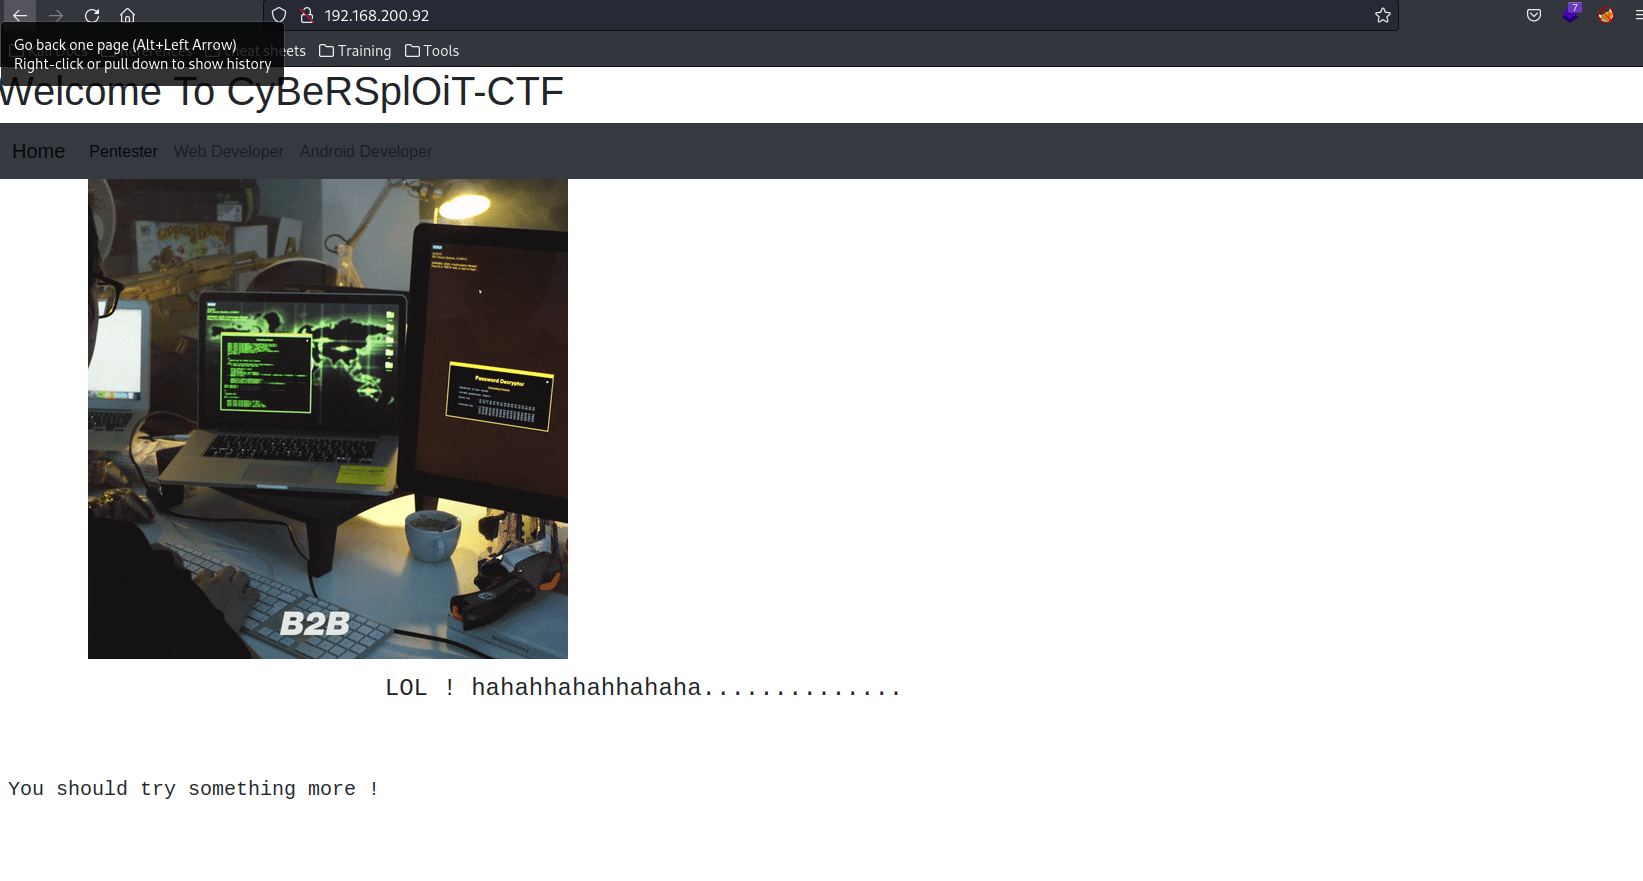 192.168.200.92
7
Go back one page (Alt+Left Arrow)
Right-click or pull down to show history
sheets Training Tools
Welcome To CyBeRSplOiT-CTF
Home Pentester Web Developer Android Developer
Password Decryptor
B2B
LOL ! hahahhahahhahaha..............
You should try something more !